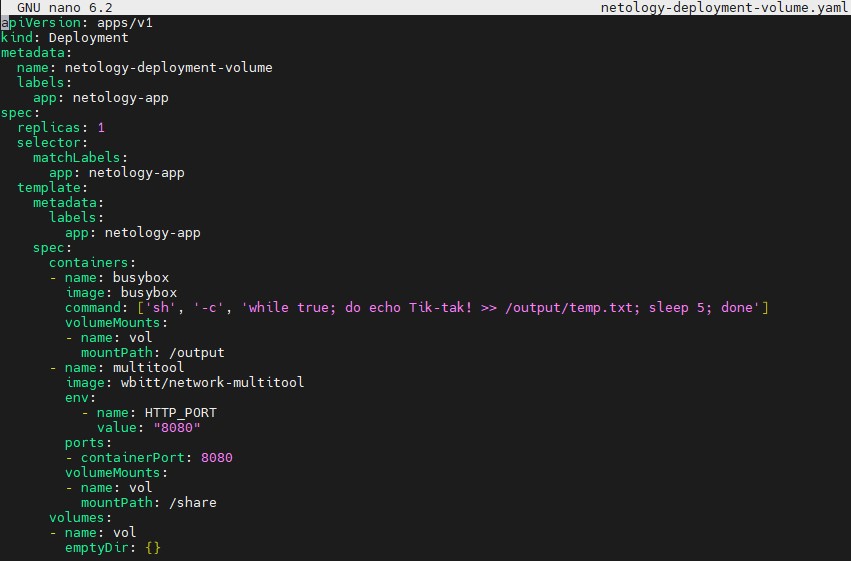 GNU nano 6.2 netology-deployment-volume.yaml
apiVersion: apps/v1
kind: Deployment
metadata:
  name: netology-deployment-volume
  labels:
    app: netology-app
spec:
  replicas: 1
  selector:
    matchLabels:
      app: netology-app
  template:
    metadata:
      labels:
        app: netology-app
    spec:
      containers:
      - name: busybox
        image: busybox
        command: ['sh', '-c', 'while true; do echo Tik-tak! >> /output/temp.txt; sleep 5; done']
        volumeMounts:
        - name: vol
          mountPath: /output
      - name: multitool
        image: wbitt/network-multitool
        env:
          - name: HTTP_PORT
            value: "8080"
        ports:
        - containerPort: 8080
        volumeMounts:
        - name: vol
          mountPath: /share
      volumes:
      - name: vol
        emptyDir: {}